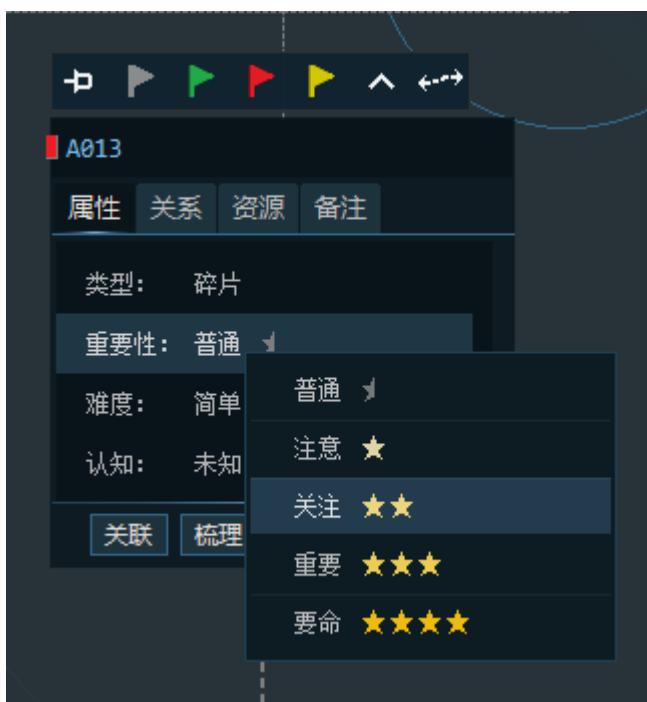 A013
属性 关系 资源 备注
类型: 碎片
重要性: 普通
难度: 简单
认知: 未知
关联 梳理
普通
注意
关注
重要
要命